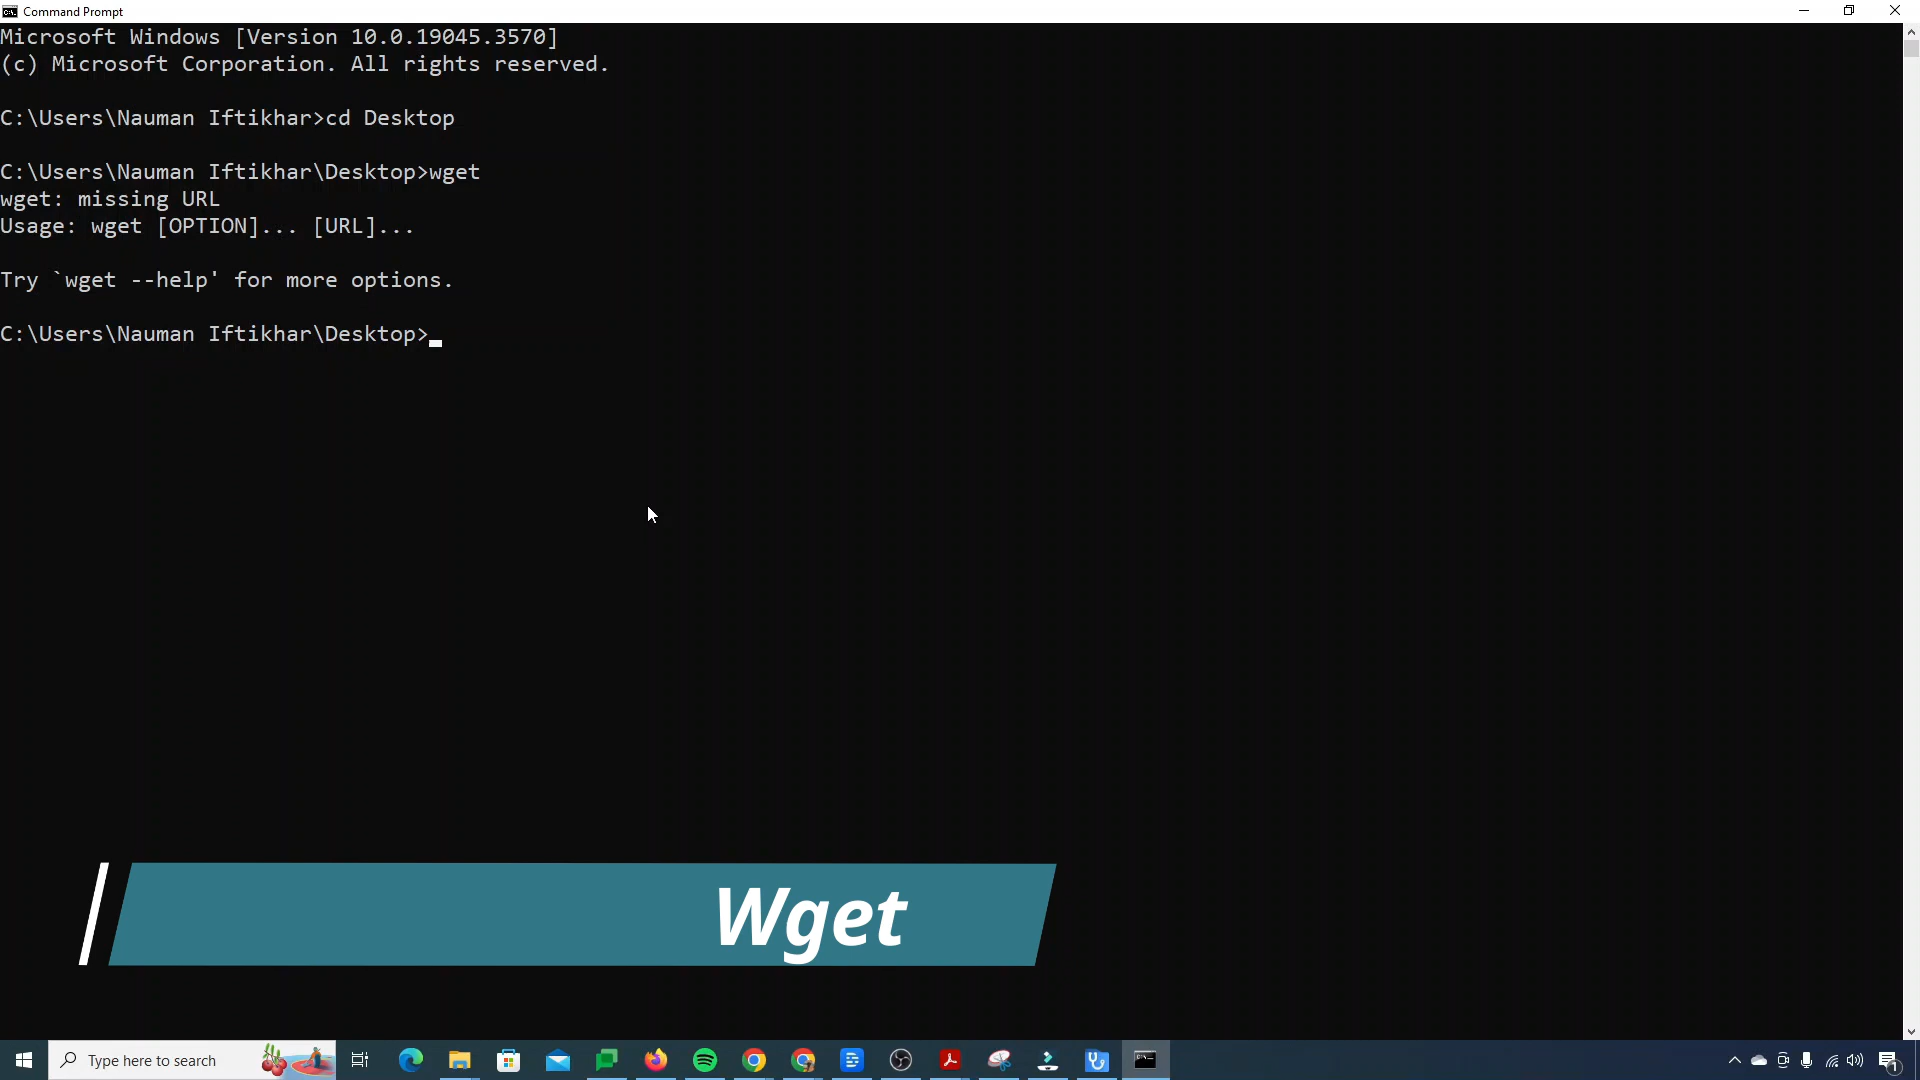 Command Prompt
Microsoft Windows [Version 10.0.19045.3570]
(c) Microsoft Corporation. All rights reserved.
C:\Users\Nauman Iftikhar>cd Desktop
C:\Users\Nauman Iftikhar\Desktop>wget
wget: missing URL
Usage: wget [OPTION]... [URL]...
Try `wget --help' for more options.
C:\Users\Nauman Iftikhar\Desktop>
Wget
Type here to search
1